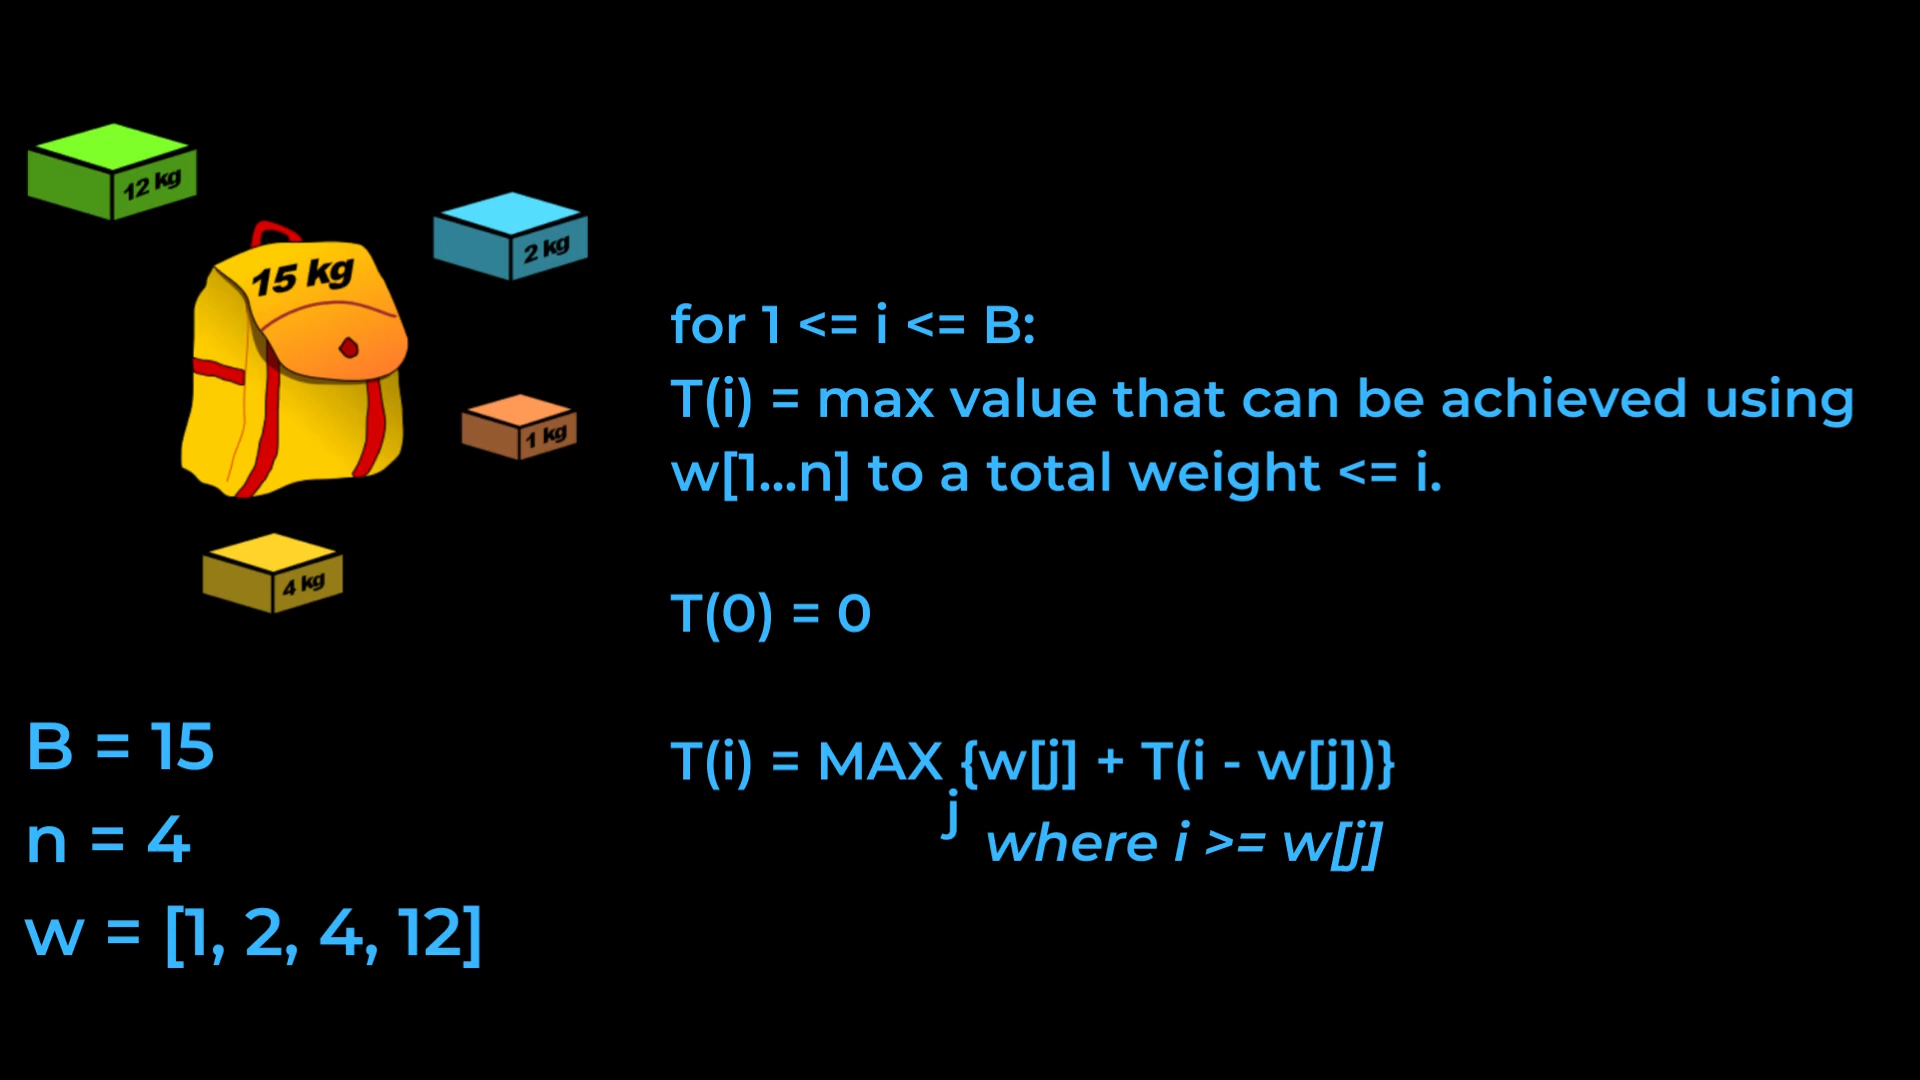 12 kg
2 kg
15 kg
1 kg
4 kg
B = 15
n = 4
w = [1, 2, 4, 12]
for 1 <= i <= B:
T(i) = max value that can be achieved using
w[1...n] to a total weight <= i.
T(0) = 0
T(i) = MAX {w[j] + T(i - w[j])}
j
where i >= w[j]